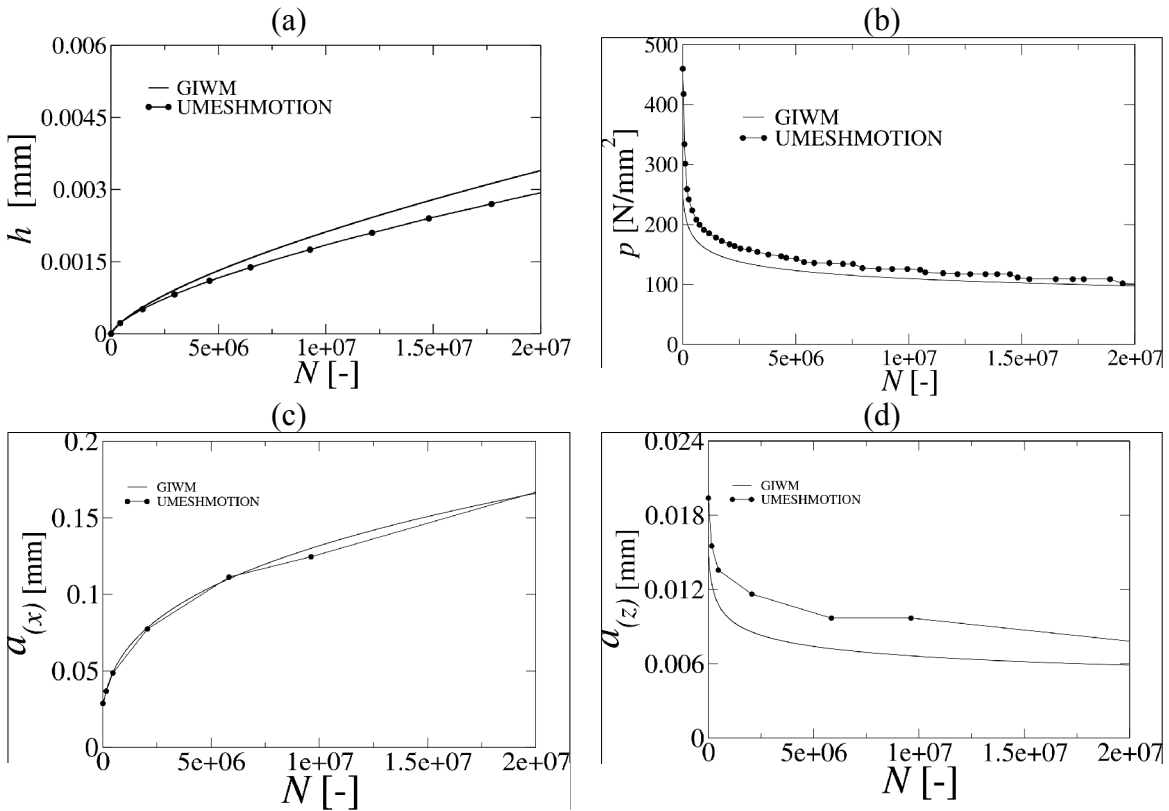 (a)
0.006
0.0045
0.003
0.0015
0
h [mm]
GIWM
UMESHMOTION
0
5e+06
1e+07
1.5e+07
2e+07
N [-]
(b)
500
400
300
200
100
0
p [N/mm²]
GIWM
UMESHMOTION
0
5e+06
1e+07
1.5e+07
2e+07
N [-]
(c)
0.2
0.15
0.1
0.05
0
a(x) [mm]
GIWM
UMESHMOTION
0
5e+06
1e+07
1.5e+07
2e+07
N [-]
(d)
0.024
0.018
0.012
0.006
0
a(z) [mm]
GIWM
UMESHMOTION
0
5e+06
1e+07
1.5e+07
2e+07
N [-]